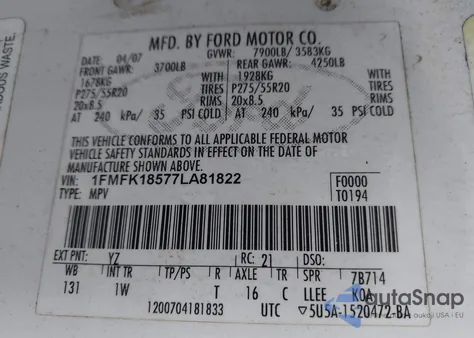 MFD. BY FORD MOTOR CO.
DATE: 04/07 GVWR: 7900LB/ 3583KG
FRONT GAWR: 3700LB REAR GAWR: 4250LB
1678KG WITH 1928KG WITH
P275/55R20 TIRES P275/55R20 TIRES
20x8.5 RIMS 20x8.5 RIMS
AT 240 kPa/ 35 PSI COLD AT 240 kPa/ 35 PSI COLD
THIS VEHICLE CONFORMS TO ALL APPLICABLE FEDERAL MOTOR
VEHICLE SAFETY STANDARDS IN EFFECT ON THE DATE OF
MANUFACTURE SHOWN ABOVE.
VIN: 1FMFK18577LA81822 F0000
TYPE: MPV T0194
EXT PNT: YZ RC: 21 DSO:
WB INT TR TP/PS R AXLE TR SPR 7B714
131 1W T 16 C LLEE KOA
1200704181833 UTC ▽5U5A-1520472-BA
Ford
OUS WASTE.
autoSnap